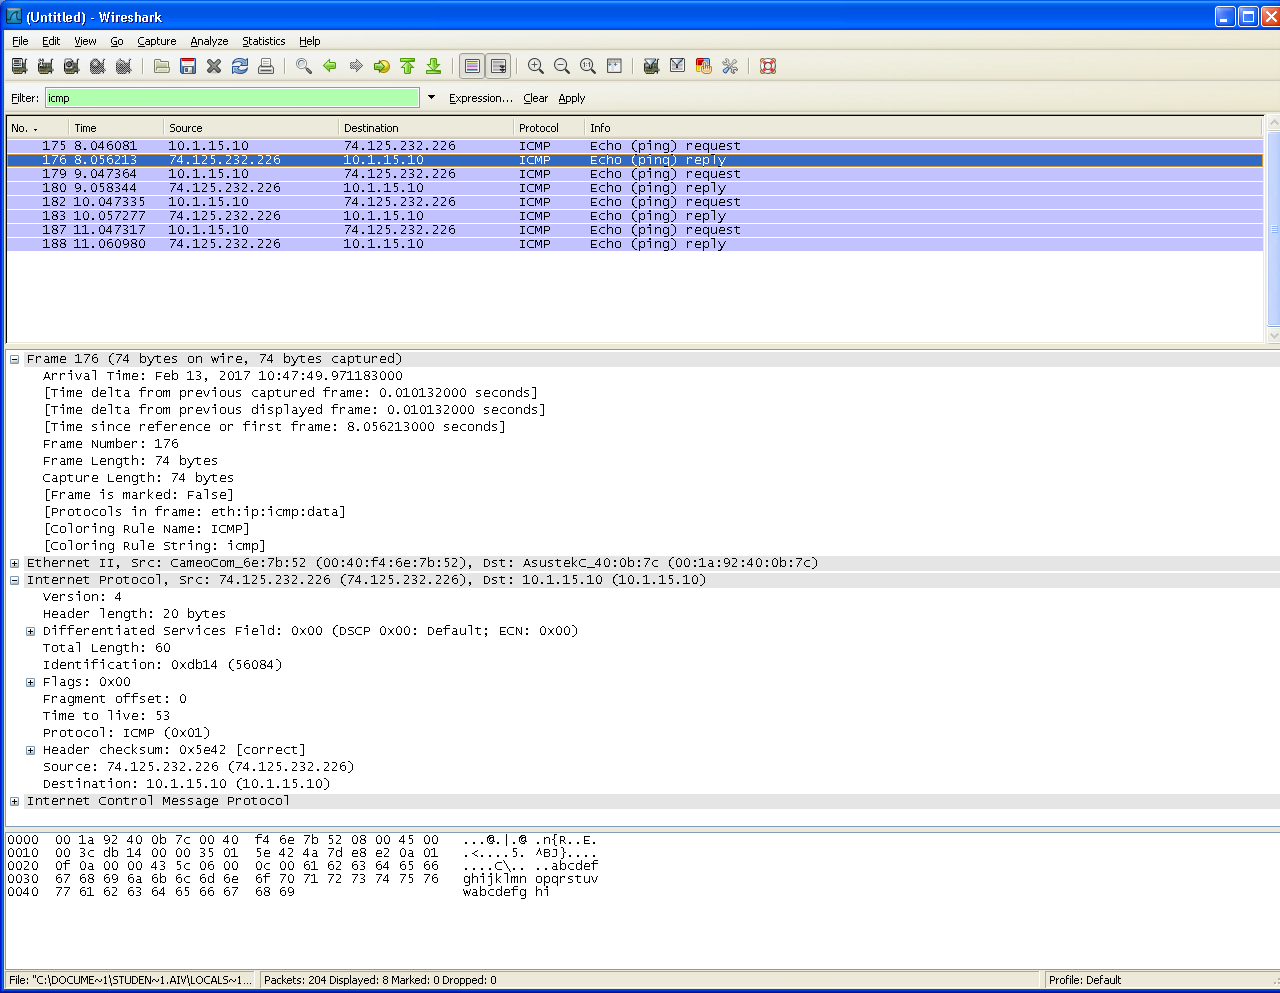 (Untitled) - Wireshark
File Edit View Go Capture Analyze Statistics Help
Filter: icmp Expression... Clear Apply
No. Time Source Destination Protocol Info
175 8.046081 10.1.15.10 74.125.232.226 ICMP Echo (ping) request
176 8.056213 74.125.232.226 10.1.15.10 ICMP Echo (ping) reply
179 9.047364 10.1.15.10 74.125.232.226 ICMP Echo (ping) request
180 9.058344 74.125.232.226 10.1.15.10 ICMP Echo (ping) reply
182 10.047335 10.1.15.10 74.125.232.226 ICMP Echo (ping) request
183 10.057277 74.125.232.226 10.1.15.10 ICMP Echo (ping) reply
187 11.047317 10.1.15.10 74.125.232.226 ICMP Echo (ping) request
188 11.060980 74.125.232.226 10.1.15.10 ICMP Echo (ping) reply
Frame 176 (74 bytes on wire, 74 bytes captured)
Arrival Time: Feb 13, 2017 10:47:49.971183000
[Time delta from previous captured frame: 0.010132000 seconds]
[Time delta from previous displayed frame: 0.010132000 seconds]
[Time since reference or first frame: 8.056213000 seconds]
Frame Number: 176
Frame Length: 74 bytes
Capture Length: 74 bytes
[Frame is marked: False]
[Protocols in frame: eth:ip:icmp:data]
[Coloring Rule Name: ICMP]
[Coloring Rule String: icmp]
Ethernet II, Src: CameoCom_6e:7b:52 (00:40:f4:6e:7b:52), Dst: AsustekC_40:0b:7c (00:1a:92:40:0b:7c)
Internet Protocol, Src: 74.125.232.226 (74.125.232.226), Dst: 10.1.15.10 (10.1.15.10)
Version: 4
Header length: 20 bytes
Differentiated Services Field: 0x00 (DSCP 0x00: Default; ECN: 0x00)
Total Length: 60
Identification: 0xdb14 (56084)
Flags: 0x00
Fragment offset: 0
Time to live: 53
Protocol: ICMP (0x01)
Header checksum: 0x5e42 [correct]
Source: 74.125.232.226 (74.125.232.226)
Destination: 10.1.15.10 (10.1.15.10)
Internet Control Message Protocol
0000 00 1a 92 40 0b 7c 00 40 f4 6e 7b 52 08 00 45 00 ...@.|.@ .n{R..E.
0010 00 3c db 14 00 00 35 01 5e 42 4a 7d e8 e2 0a 01 .<....5. ^BJ}....
0020 0f 0a 00 00 43 5c 06 00 0c 00 61 62 63 64 65 66 ....C\.. ..abcdef
0030 67 68 69 6a 6b 6c 6d 6e 6f 70 71 72 73 74 75 76 ghijklmn opqrstuv
0040 77 61 62 63 64 65 66 67 68 69 wabcdefg hi
File: "C:\DOCUME~1\STUDEN~1.AIV\LOCALS~1... Packets: 204 Displayed: 8 Marked: 0 Dropped: 0 Profile: Default